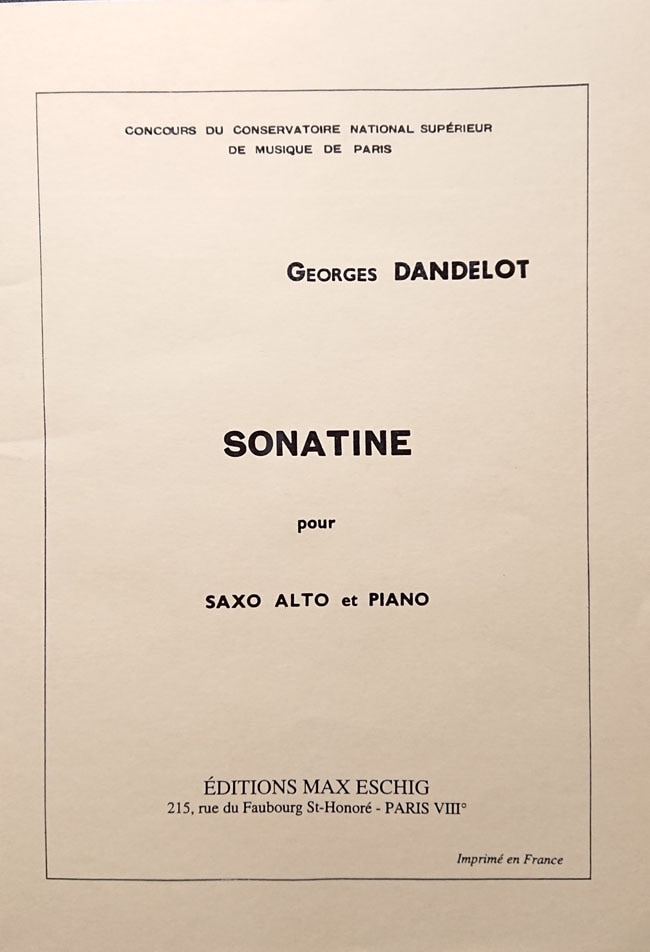 CONCOURS DU CONSERVATOIRE NATIONAL SUPÉRIEUR
DE MUSIQUE DE PARIS
GEORGES DANDELOT
SONATINE
pour
SAXO ALTO et PIANO
ÉDITIONS MAX ESCHIG
215, rue du Faubourg St-Honoré - PARIS VIII°
Imprimé en France